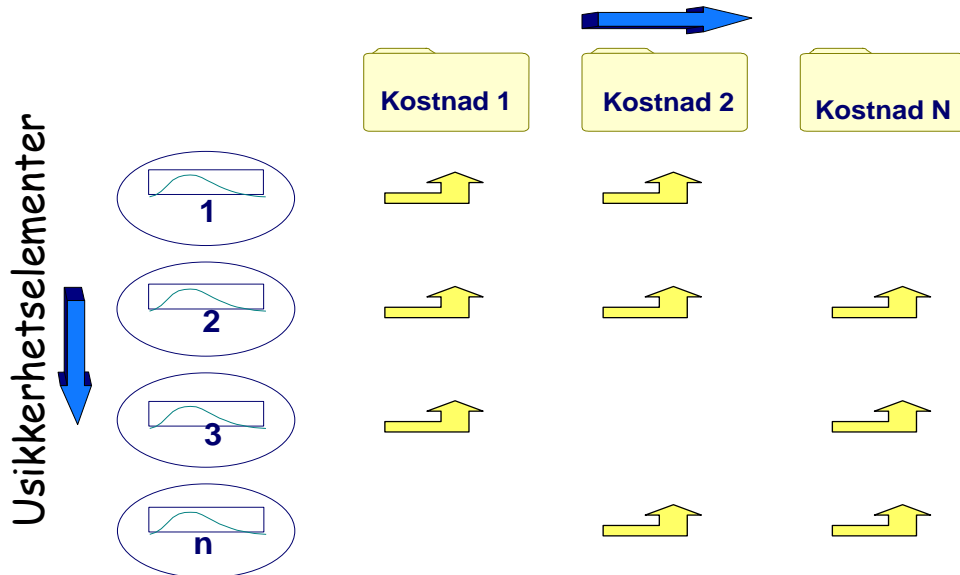 Kostnad 1
Kostnad 2
Kostnad N
Usikkerhetselementer
1
2
3
n